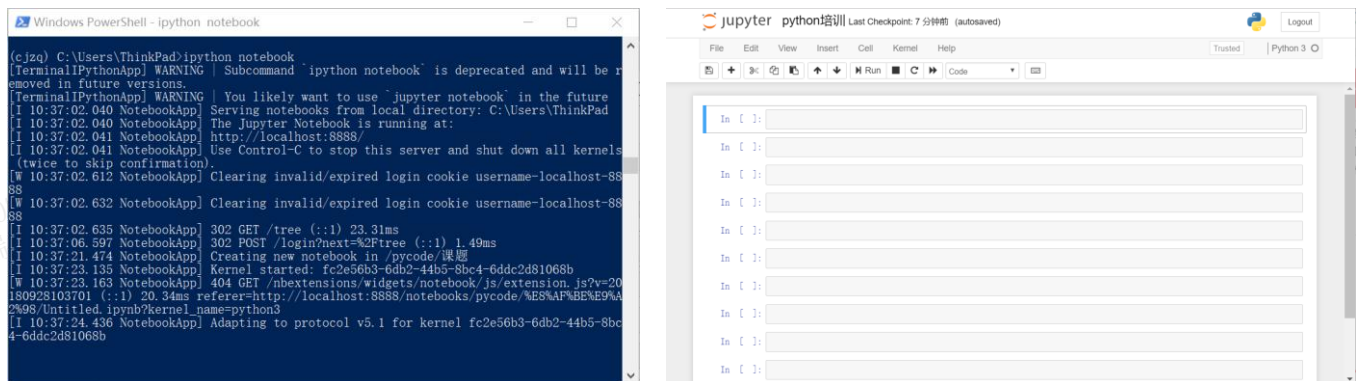 Windows PowerShell - ipython notebook
(cjzq) C:\Users\ThinkPad>ipython notebook
[TerminalIPythonApp] WARNING | Subcommand `ipython notebook` is deprecated and will be r
emoved in future versions.
[TerminalIPythonApp] WARNING | You likely want to use `jupyter notebook` in the future
[I 10:37:02.040 NotebookApp] Serving notebooks from local directory: C:\Users\ThinkPad
[I 10:37:02.040 NotebookApp] The Jupyter Notebook is running at:
[I 10:37:02.041 NotebookApp] http://localhost:8888/
[I 10:37:02.041 NotebookApp] Use Control-C to stop this server and shut down all kernels
(twice to skip confirmation).
[W 10:37:02.612 NotebookApp] Clearing invalid/expired login cookie username-localhost-88
88
[W 10:37:02.632 NotebookApp] Clearing invalid/expired login cookie username-localhost-88
88
[I 10:37:02.635 NotebookApp] 302 GET /tree (::1) 23.31ms
[I 10:37:06.597 NotebookApp] 302 POST /login?next=%2Ftree (::1) 1.49ms
[I 10:37:21.474 NotebookApp] Creating new notebook in /pycode/课题
[I 10:37:23.135 NotebookApp] Kernel started: fc2e56b3-6db2-44b5-8bc4-6ddc2d81068b
[W 10:37:23.163 NotebookApp] 404 GET /nbextensions/widgets/notebook/js/extension.js?v=20
180928103701 (::1) 20.34ms referer=http://localhost:8888/notebooks/pycode/%E8%AF%BE%E9%A
2%98/Untitled.ipynb?kernel_name=python3
[I 10:37:24.436 NotebookApp] Adapting to protocol v5.1 for kernel fc2e56b3-6db2-44b5-8bc
4-6ddc2d81068b
jupyter python培训 Last Checkpoint: 7 分钟前 (autosaved)
Logout
File Edit View Insert Cell Kernel Help
Trusted
Python 3
Run
Code
In [ ]:
In [ ]:
In [ ]:
In [ ]:
In [ ]:
In [ ]:
In [ ]:
In [ ]:
In [ ]:
In [ ]: